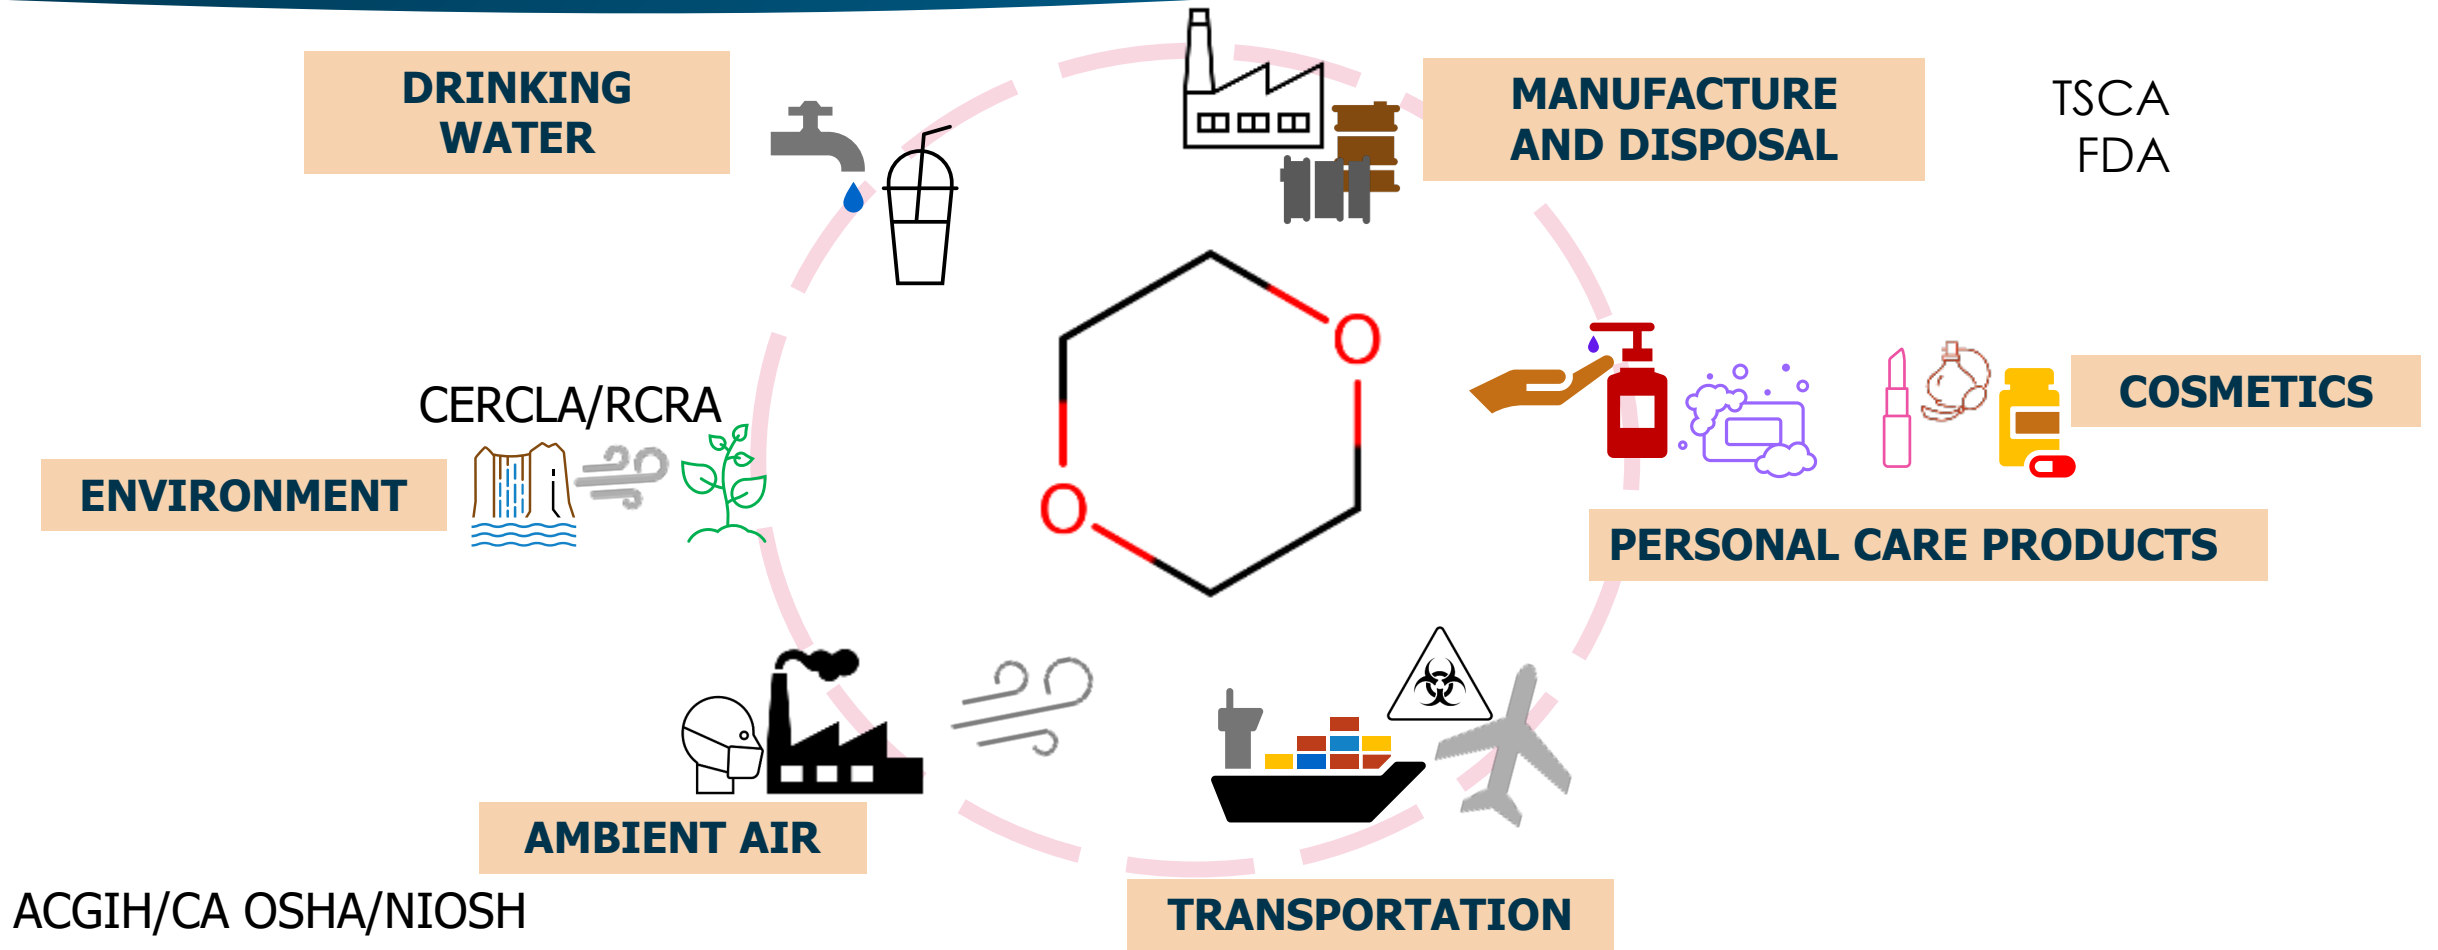 DRINKING
WATER
MANUFACTURE
AND DISPOSAL
TSCA
FDA
O
COSMETICS
CERCLA/RCRA
ENVIRONMENT
O
PERSONAL CARE PRODUCTS
AMBIENT AIR
ACGIH/CA OSHA/NIOSH
TRANSPORTATION